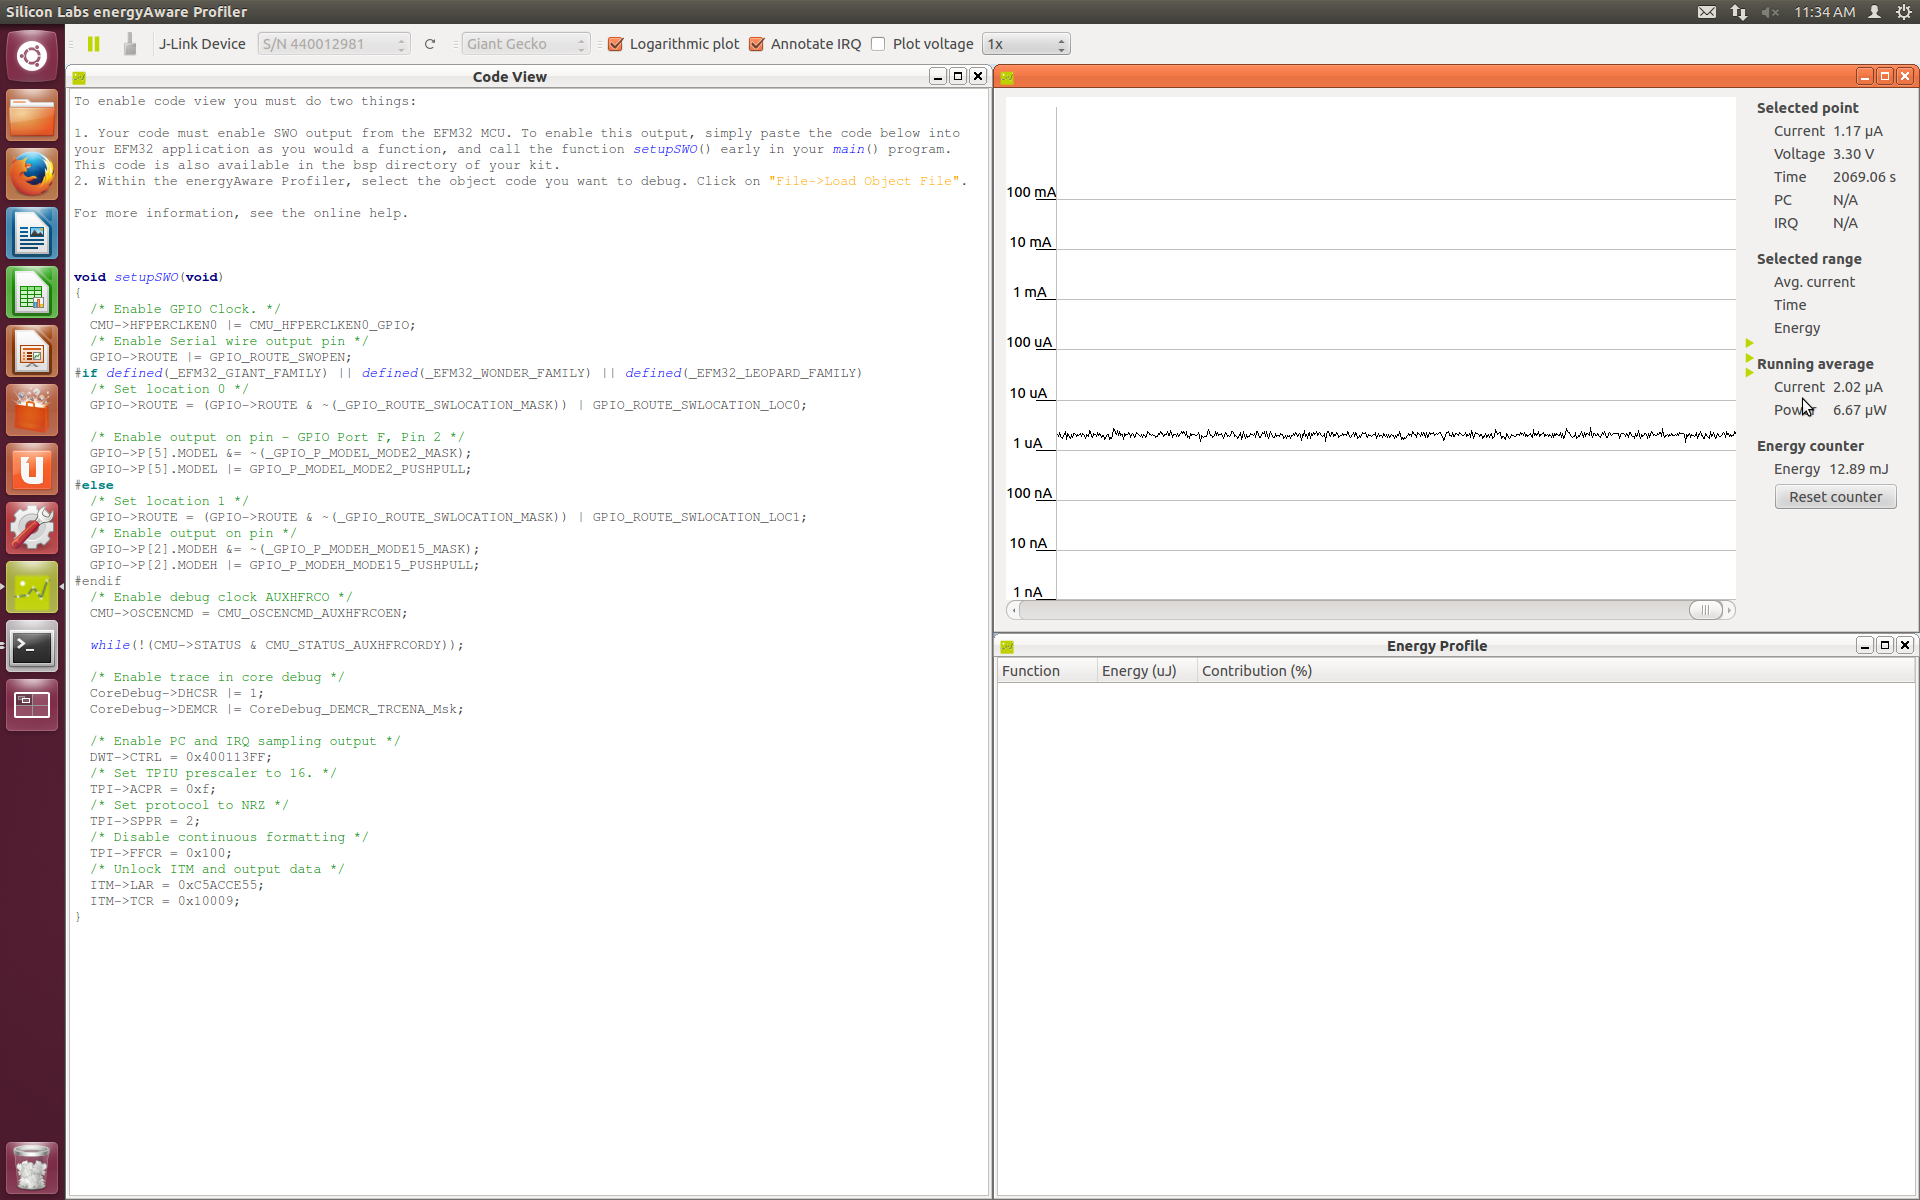 Silicon Labs energyAware Profiler
11:34 AM
J-Link Device S/N 440012981 Giant Gecko Logarithmic plot Annotate IRQ Plot voltage 1x
Code View
To enable code view you must do two things:
1. Your code must enable SWO output from the EFM32 MCU. To enable this output, simply paste the code below into
your EFM32 application as you would a function, and call the function setupSWO() early in your main() program.
This code is also available in the bsp directory of your kit.
2. Within the energyAware Profiler, select the object code you want to debug. Click on "File->Load Object File".
For more information, see the online help.
void setupSWO(void)
{
/* Enable GPIO Clock. */
CMU->HFPERCLKEN0 |= CMU_HFPERCLKEN0_GPIO;
/* Enable Serial wire output pin */
GPIO->ROUTE |= GPIO_ROUTE_SWOPEN;
#if defined(_EFM32_GIANT_FAMILY) || defined(_EFM32_WONDER_FAMILY) || defined(_EFM32_LEOPARD_FAMILY)
/* Set location 0 */
GPIO->ROUTE = (GPIO->ROUTE & ~(_GPIO_ROUTE_SWLOCATION_MASK)) | GPIO_ROUTE_SWLOCATION_LOC0;
/* Enable output on pin - GPIO Port F, Pin 2 */
GPIO->P[5].MODEL &= ~(_GPIO_P_MODEL_MODE2_MASK);
GPIO->P[5].MODEL |= GPIO_P_MODEL_MODE2_PUSHPULL;
#else
/* Set location 1 */
GPIO->ROUTE = (GPIO->ROUTE & ~(_GPIO_ROUTE_SWLOCATION_MASK)) | GPIO_ROUTE_SWLOCATION_LOC1;
/* Enable output on pin */
GPIO->P[2].MODEH &= ~(_GPIO_P_MODEH_MODE15_MASK);
GPIO->P[2].MODEH |= GPIO_P_MODEH_MODE15_PUSHPULL;
#endif
/* Enable debug clock AUXHFRCO */
CMU->OSCENCMD = CMU_OSCENCMD_AUXHFRCOEN;
while(!(CMU->STATUS & CMU_STATUS_AUXHFRCORDY));
/* Enable trace in core debug */
CoreDebug->DHCSR |= 1;
CoreDebug->DEMCR |= CoreDebug_DEMCR_TRCENA_Msk;
/* Enable PC and IRQ sampling output */
DWT->CTRL = 0x400113FF;
/* Set TPIU prescaler to 16. */
TPI->ACPR = 0xf;
/* Set protocol to NRZ */
TPI->SPPR = 2;
/* Disable continuous formatting */
TPI->FFCR = 0x100;
/* Unlock ITM and output data */
ITM->LAR = 0xC5ACCE55;
ITM->TCR = 0x10009;
}
100 mA
10 mA
1 mA
100 uA
10 uA
1 uA
100 nA
10 nA
1 nA
Selected point
Current 1.17 µA
Voltage 3.30 V
Time 2069.06 s
PC N/A
IRQ N/A
Selected range
Avg. current
Time
Energy
Running average
Current 2.02 µA
Power 6.67 µW
Energy counter
Energy 12.89 mJ
Reset counter
Energy Profile
Function Energy (uJ) Contribution (%)